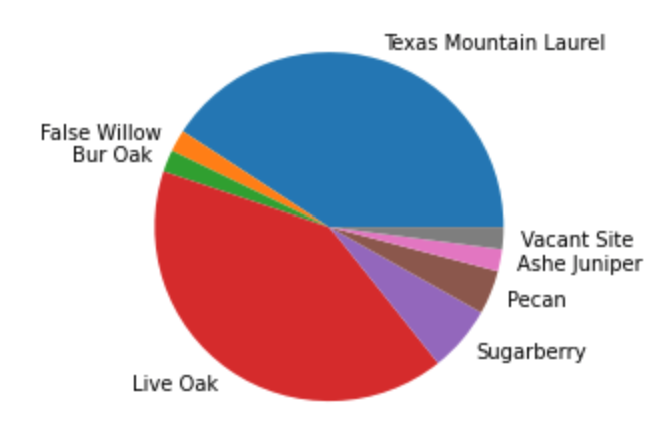 Texas Mountain Laurel
False Willow
Bur Oak
Vacant Site
Ashe Juniper
Pecan
Sugarberry
Live Oak